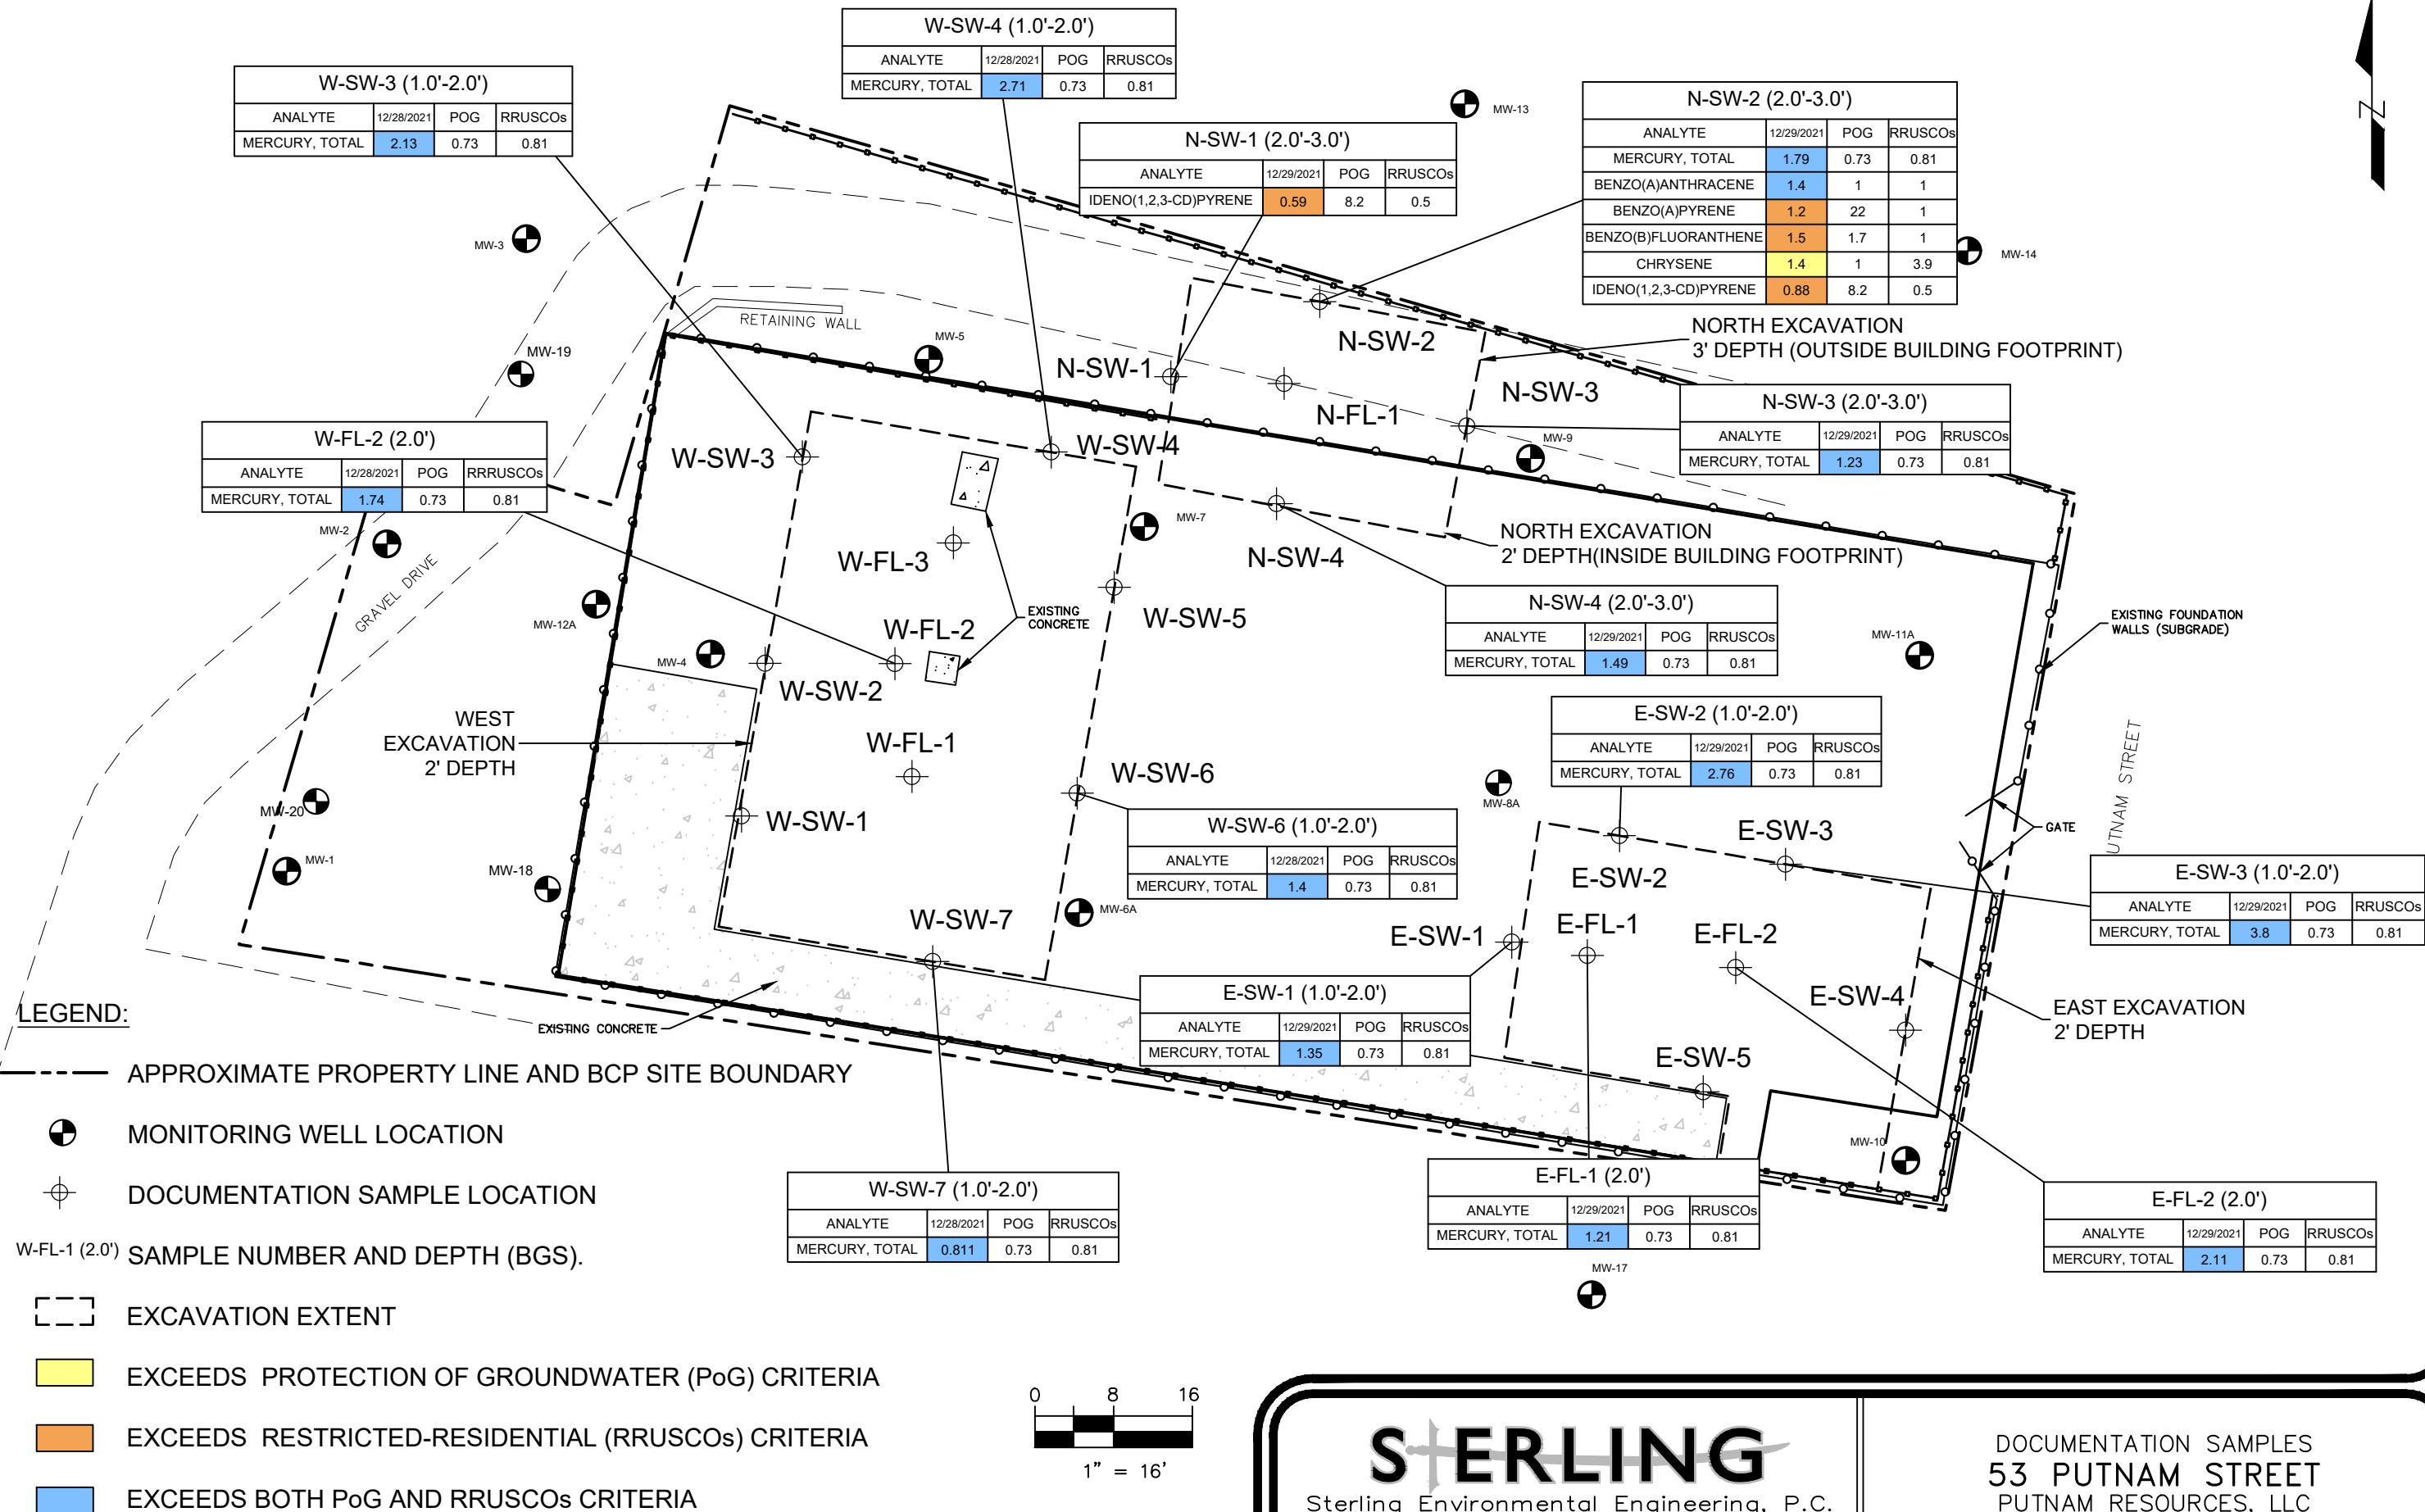 W-SW-4 (1.0'-2.0')
ANALYTE 12/28/2021 POG RRUSCOs
MERCURY, TOTAL 2.71 0.73 0.81
W-SW-3 (1.0'-2.0')
ANALYTE 12/28/2021 POG RRUSCOs
MERCURY, TOTAL 2.13 0.73 0.81
N-SW-1 (2.0'-3.0')
ANALYTE 12/29/2021 POG RRUSCOs
IDENO(1,2,3-CD)PYRENE 0.59 8.2 0.5
MW-13
N-SW-2 (2.0'-3.0')
ANALYTE 12/29/2021 POG RRUSCOs
MERCURY, TOTAL 1.79 0.73 0.81
BENZO(A)ANTHRACENE 1.4 1 1
BENZO(A)PYRENE 1.2 22 1
BENZO(B)FLUORANTHENE 1.5 1.7 1
CHRYSENE 1.4 1 3.9
IDENO(1,2,3-CD)PYRENE 0.88 8.2 0.5
Z
MW-3
MW-14
RETAINING WALL
MW-5
MW-19
N-SW-2
NORTH EXCAVATION
3' DEPTH (OUTSIDE BUILDING FOOTPRINT)
N-SW-1
N-SW-3
N-FL-1
N-SW-3 (2.0'-3.0')
ANALYTE 12/29/2021 POG RRUSCOs
MERCURY, TOTAL 1.23 0.73 0.81
W-FL-2 (2.0')
ANALYTE 12/28/2021 POG RRRUSCOs
MERCURY, TOTAL 1.74 0.73 0.81
W-SW-3
W-SW-4
MW-9
MW-2
MW-7
NORTH EXCAVATION
2' DEPTH(INSIDE BUILDING FOOTPRINT)
W-FL-3
N-SW-4
GRAVEL DRIVE
MW-12A
EXISTING
CONCRETE
W-FL-2
W-SW-5
N-SW-4 (2.0'-3.0')
ANALYTE 12/29/2021 POG RRUSCOs
MERCURY, TOTAL 1.49 0.73 0.81
MW-11A
EXISTING FOUNDATION
WALLS (SUBGRADE)
MW-4
W-SW-2
WEST
EXCAVATION
2' DEPTH
W-FL-1
E-SW-2 (1.0'-2.0')
ANALYTE 12/29/2021 POG RRUSCOs
MERCURY, TOTAL 2.76 0.73 0.81
UTNAM STREET
W-SW-6
MW-8A
MW-20
W-SW-1
W-SW-6 (1.0'-2.0')
ANALYTE 12/28/2021 POG RRUSCOs
MERCURY, TOTAL 1.4 0.73 0.81
E-SW-3
GATE
MW-1
MW-18
E-SW-2
E-SW-3 (1.0'-2.0')
ANALYTE 12/29/2021 POG RRUSCOs
MERCURY, TOTAL 3.8 0.73 0.81
W-SW-7
MW-6A
E-SW-1
E-FL-1
E-FL-2
E-SW-1 (1.0'-2.0')
ANALYTE 12/29/2021 POG RRUSCOs
MERCURY, TOTAL 1.35 0.73 0.81
E-SW-4
EAST EXCAVATION
2' DEPTH
EXISTING CONCRETE
E-SW-5
MW-10
LEGEND:
APPROXIMATE PROPERTY LINE AND BCP SITE BOUNDARY
MONITORING WELL LOCATION
DOCUMENTATION SAMPLE LOCATION
W-FL-1 (2.0') SAMPLE NUMBER AND DEPTH (BGS).
EXCAVATION EXTENT
EXCEEDS PROTECTION OF GROUNDWATER (PoG) CRITERIA
EXCEEDS RESTRICTED-RESIDENTIAL (RRUSCOs) CRITERIA
EXCEEDS BOTH PoG AND RRUSCOs CRITERIA
W-SW-7 (1.0'-2.0')
ANALYTE 12/28/2021 POG RRUSCOs
MERCURY, TOTAL 0.811 0.73 0.81
E-FL-1 (2.0')
ANALYTE 12/29/2021 POG RRUSCOs
MERCURY, TOTAL 1.21 0.73 0.81
E-FL-2 (2.0')
ANALYTE 12/29/2021 POG RRUSCOs
MERCURY, TOTAL 2.11 0.73 0.81
MW-17
0 8 16
1" = 16'
STERLING
Sterling Environmental Engineering, P.C.
DOCUMENTATION SAMPLES
53 PUTNAM STREET
PUTNAM RESOURCES, LLC